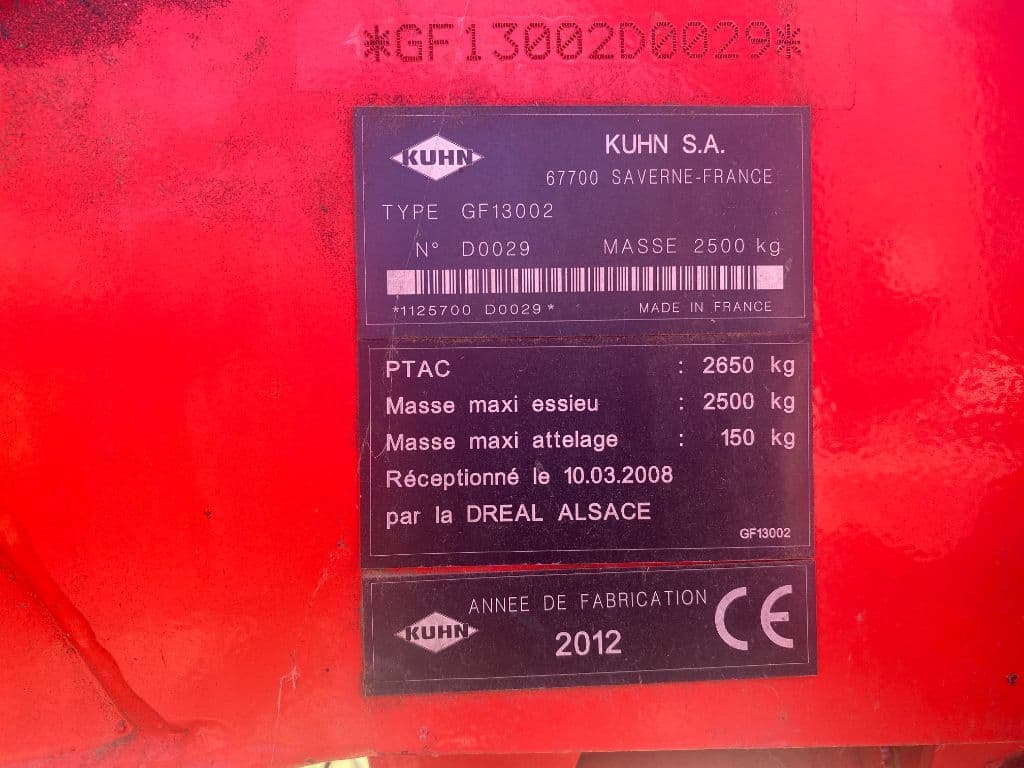 *GF13002D0029*
KUHN
KUHN S.A.
67700 SAVERNE-FRANCE
TYPE GF13002
N° D0029 MASSE 2500 kg
*1125700 D0029*
MADE IN FRANCE
PTAC : 2650 kg
Masse maxi essieu : 2500 kg
Masse maxi attelage : 150 kg
Réceptionné le 10.03.2008
par la DREAL ALSACE
GF13002
KUHN
ANNEE DE FABRICATION
2012
CE